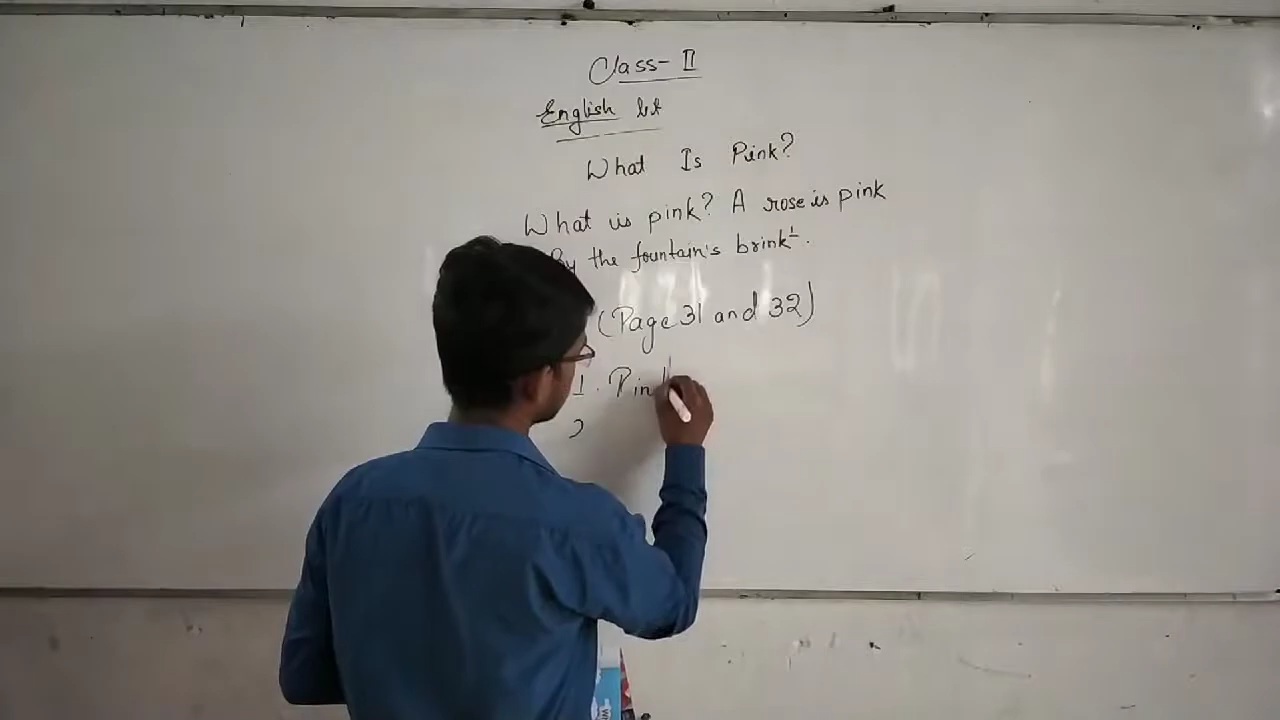 Class- II
English Lit
What Is Pink?
What is pink? A rose is pink
By the fountain's brink¹.
(Page 31 and 32)
1. Pink
2